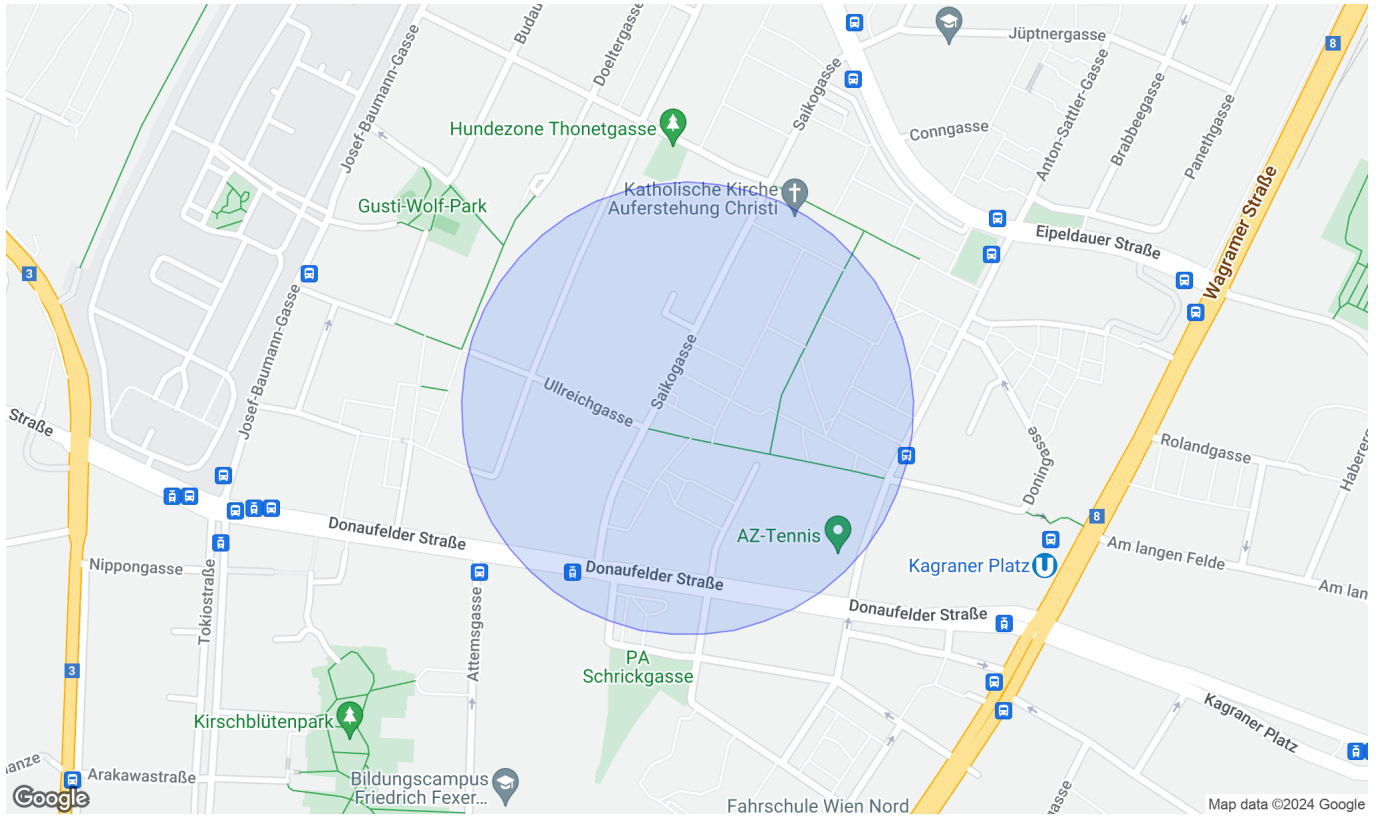 Budau
Doeltergasse
Jüptnergasse
8
Josef-Baumann-Gasse
Saikogasse
Hundezone Thonetgasse
Conngasse
Anton-Sattler-Gasse
Brabbeegasse
Panethgasse
Katholische Kirche
Auferstehung Christi
Gusti-Wolf-Park
Wagramer Straße
Eipeldauer Straße
3
Josef-Baumann-Gasse
Saikogasse
Ullreichgasse
Straße
Rolandgasse
Doningasse
Haberero
8
Donaufelder Straße
AZ-Tennis
Am langen Felde
Nippongasse
Donaufelder Straße
Kagraner Platz
U
Am lan
Tokiostraße
Attemsgasse
Donaufelder Straße
3
PA
Schrickgasse
Kirschblütenpark
Kagraner Platz
anze
Arakawastraße
Bildungscampus
Friedrich Fexer...
gasse
Fahrschule Wien Nord
Google
Map data ©2024 Google